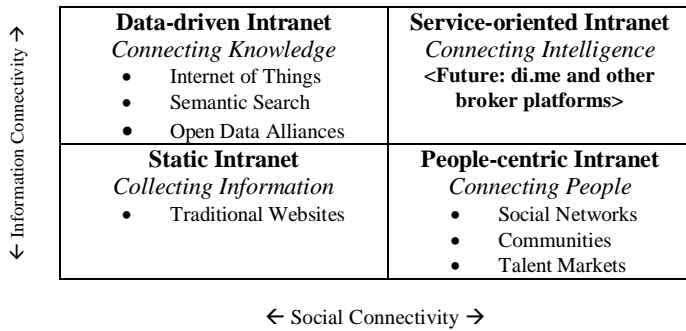 ← Information Connectivity →
Data-driven Intranet
Connecting Knowledge
• Internet of Things
• Semantic Search
• Open Data Alliances
Service-oriented Intranet
Connecting Intelligence
<Future: di.me and other
broker platforms>
Static Intranet
Collecting Information
• Traditional Websites
People-centric Intranet
Connecting People
• Social Networks
• Communities
• Talent Markets
← Social Connectivity →